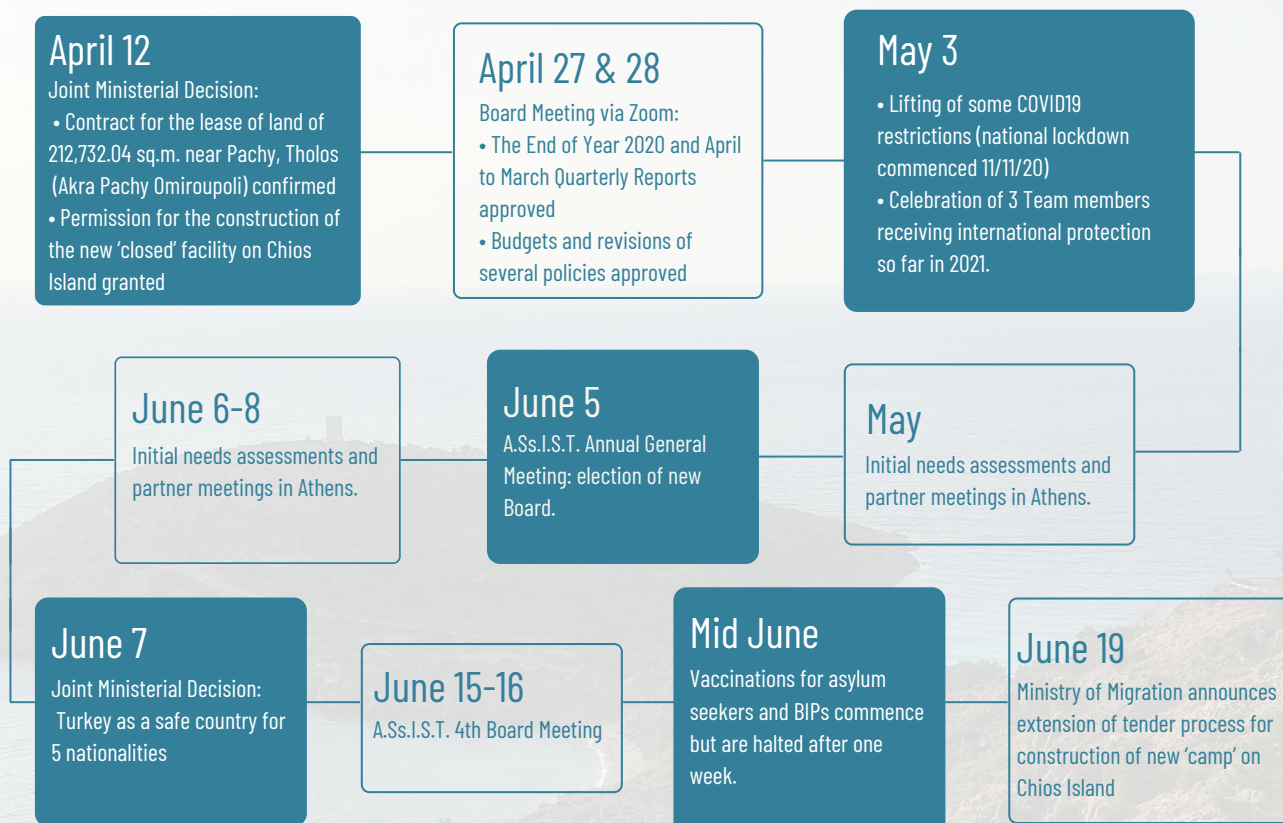 April 12
Joint Ministerial Decision:
• Contract for the lease of land of
212,732.04 sq.m. near Pachy, Tholos
(Akra Pachy Omiroupoli) confirmed
• Permission for the construction of
the new ‘closed’ facility on Chios
Island granted
April 27 & 28
Board Meeting via Zoom:
• The End of Year 2020 and April
to March Quarterly Reports
approved
• Budgets and revisions of
several policies approved
May 3
• Lifting of some COVID19
restrictions (national lockdown
commenced 11/11/20)
• Celebration of 3 Team members
receiving international protection
so far in 2021.
May
Initial needs assessments and
partner meetings in Athens.
June 5
A.Ss.I.S.T. Annual General
Meeting: election of new
Board.
June 6-8
Initial needs assessments and
partner meetings in Athens.
June 7
Joint Ministerial Decision:
Turkey as a safe country for
5 nationalities
June 15-16
A.Ss.I.S.T. 4th Board Meeting
Mid June
Vaccinations for asylum
seekers and BIPs commence
but are halted after one
week.
June 19
Ministry of Migration announces
extension of tender process for
construction of new ‘camp’ on
Chios Island